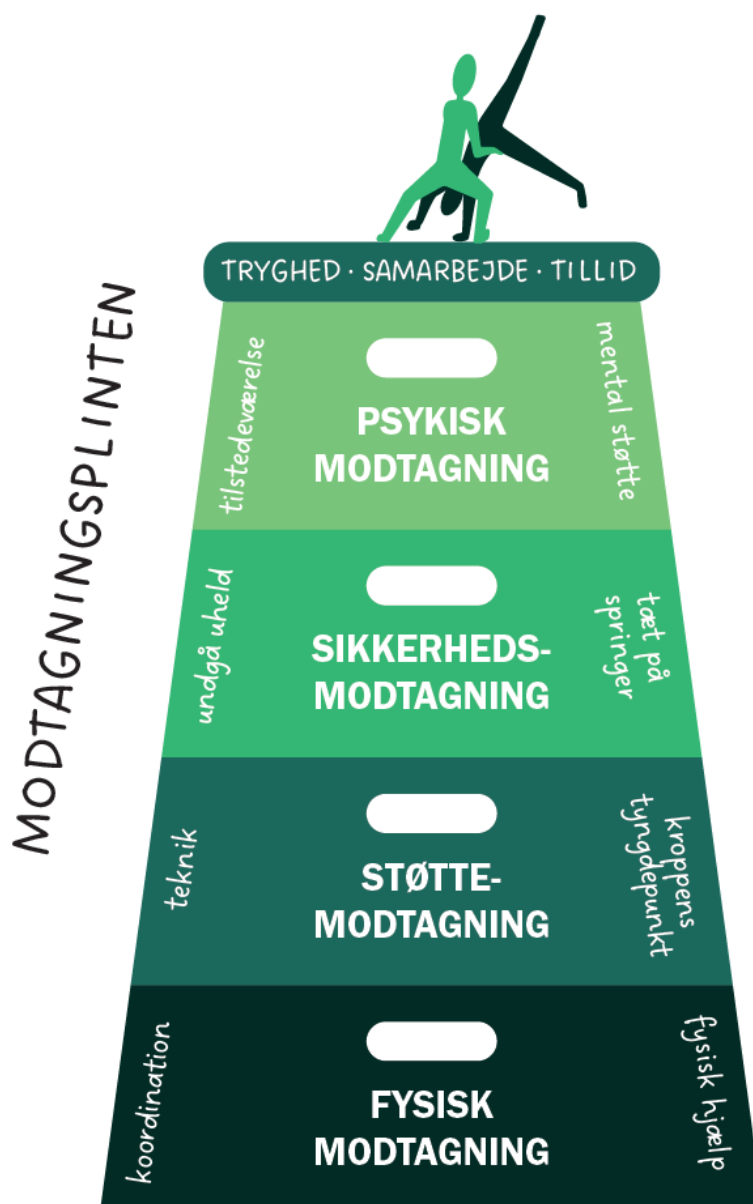 MODTAGNINGSPLINTEN
TRYGHED · SAMARBEJDE · TILLID
tilstedeværelse
PSYKISK
MODTAGNING
mental støtte
undgå uheld
SIKKERHEDS-
MODTAGNING
tæt på
springer
teknik
STØTTE-
MODTAGNING
kroppens
tyngdepunkt
koordination
FYSISK
MODTAGNING
fysisk hjælp